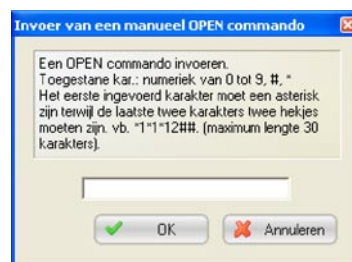 Invoer van een manueel OPEN commando
Een OPEN commando invoeren.
Toegestane kar.: numeriek van 0 tot 9, #, *
Het eerste ingevoerd karakter moet een asterisk
zijn terwijl de laatste twee karakters twee hekjes
moeten zijn. vb. *1*1*12##. (maximum lengte 30
karakters).
OK
Annuleren